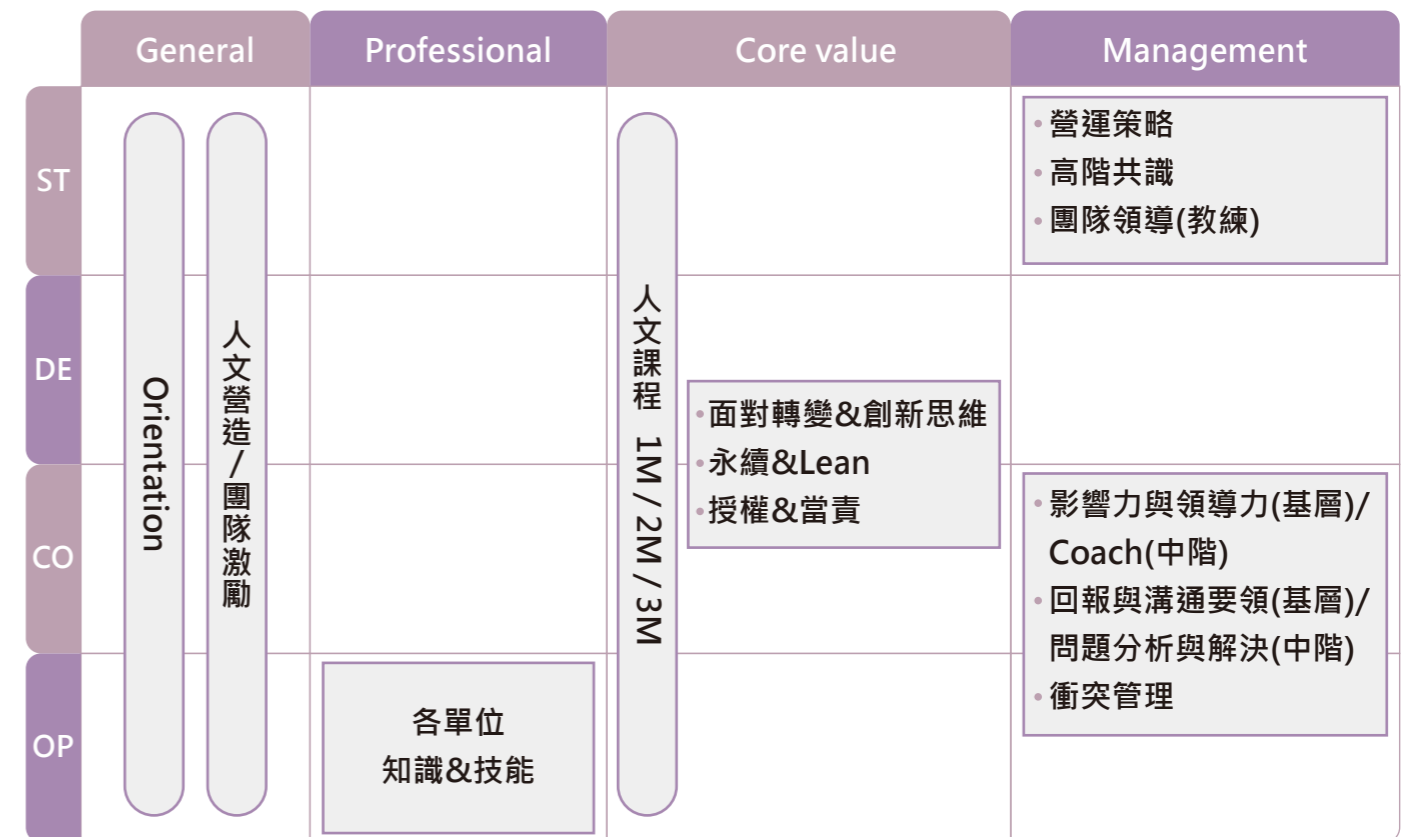 General
Professional
Core value
Management
ST
DE
CO
OP
Orientation
人文營造/團隊激勵
各單位
知識&技能
人文課程 1M/2M/3M
•面對轉變&創新思維
•永續&Lean
•授權&當責
•營運策略
•高階共識
•團隊領導(教練)
•影響力與領導力(基層)/
Coach(中階)
•回報與溝通要領(基層)/
問題分析與解決(中階)
•衝突管理